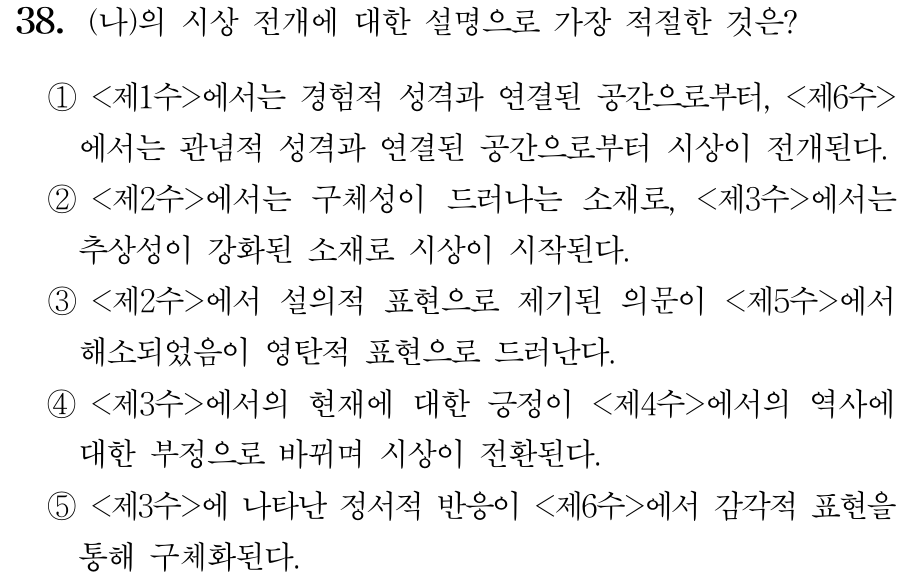 38. (나)의 시상 전개에 대한 설명으로 가장 적절한 것은?
① <제1수>에서는 경험적 성격과 연결된 공간으로부터, <제6수>
에서는 관념적 성격과 연결된 공간으로부터 시상이 전개된다.
② <제2수>에서는 구체성이 드러나는 소재로, <제3수>에서는
추상성이 강화된 소재로 시상이 시작된다.
③ <제2수>에서 설의적 표현으로 제기된 의문이 <제5수>에서
해소되었음이 영탄적 표현으로 드러난다.
④ <제3수>에서의 현재에 대한 긍정이 <제4수>에서의 역사에
대한 부정으로 바뀌며 시상이 전환된다.
⑤ <제3수>에 나타난 정서적 반응이 <제6수>에서 감각적 표현을
통해 구체화된다.